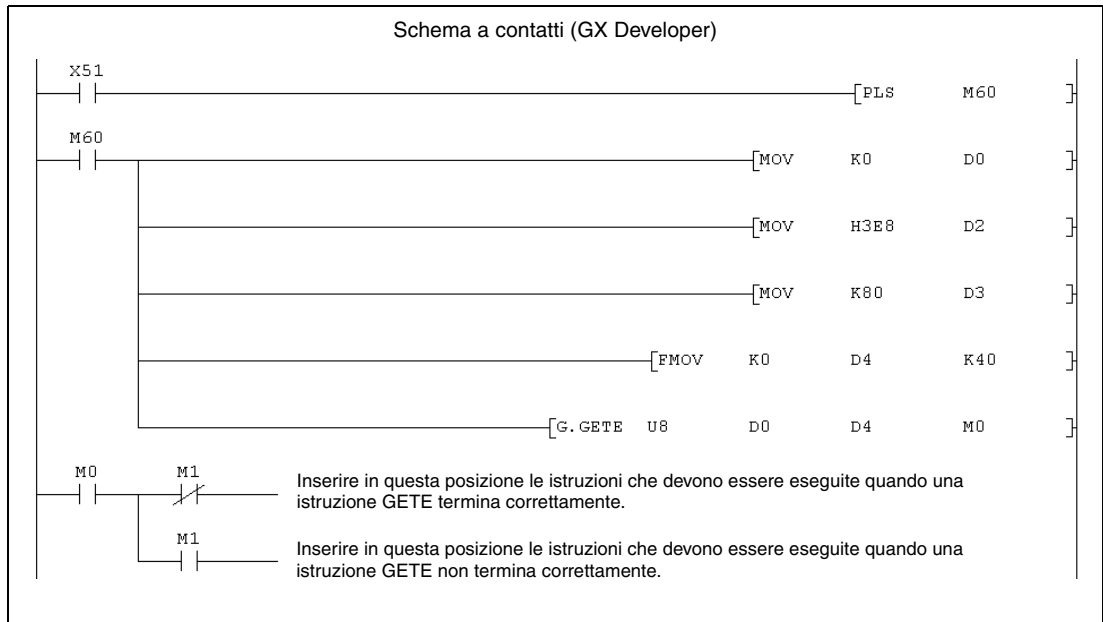 Schema a contatti (GX Developer)
X51
[PLS M60 ]
M60
[MOV K0 D0 ]
[MOV H3E8 D2 ]
[MOV K80 D3 ]
[FMOV K0 D4 K40 ]
[G.GETE U8 D0 D4 M0 ]
M0 M1
Inserire in questa posizione le istruzioni che devono essere eseguite quando una
istruzione GETE termina correttamente.
M1
Inserire in questa posizione le istruzioni che devono essere eseguite quando una
istruzione GETE non termina correttamente.